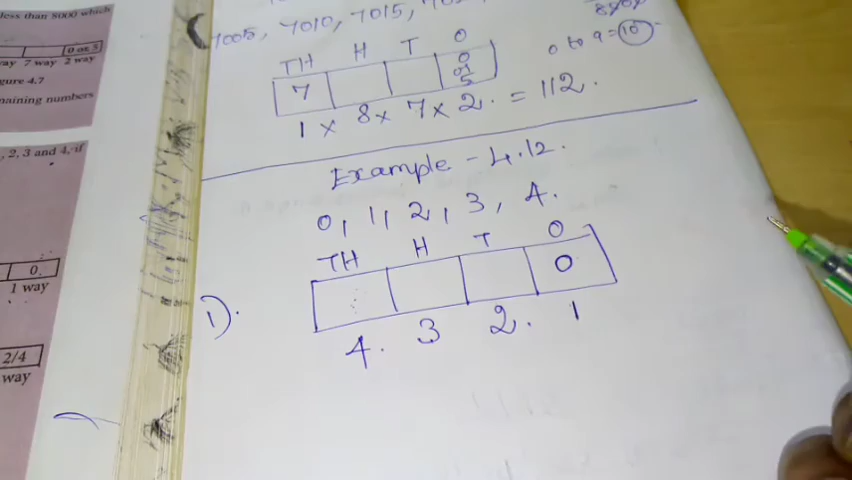 less than 8000 which
0 or 5
way 7 way 2 way
gure 4.7
maining numbers
, 2, 3 and 4, if
0
1 way
2/4
way
7005, 7010, 7015,
TH H T O
0 to 9 = 10
7 0 or 5
1 × 8 × 7 × 2. = 112.
Example - 4.12.
0, 1, 2, 3, 4.
TH H T O
1). 0
4. 3 2. 1